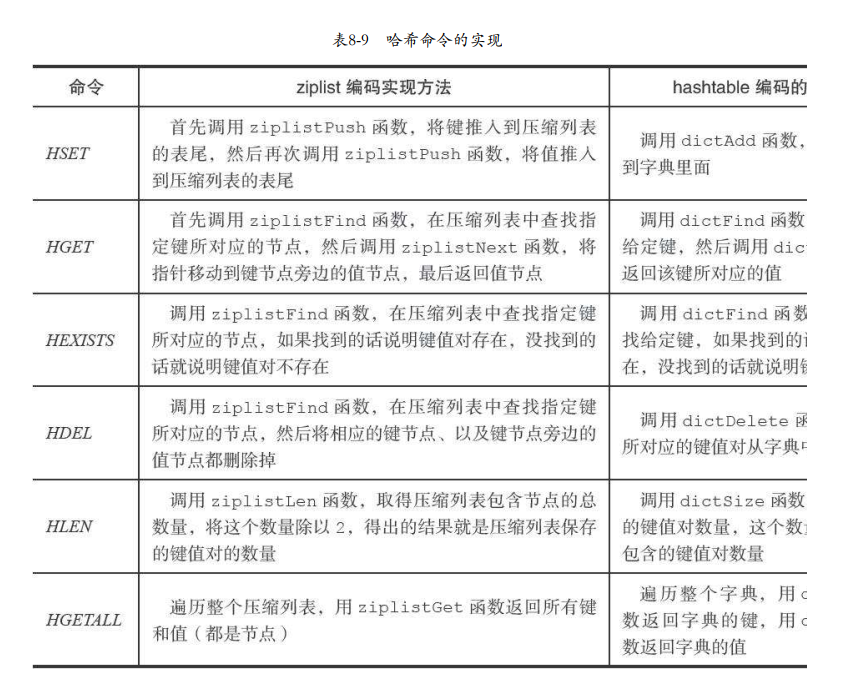 表8-9 哈希命令的实现
命令 ziplist 编码实现方法 hashtable 编码的
HSET
首先调用 ziplistPush 函数，将键推入到压缩列表
的表尾，然后再次调用 ziplistPush 函数，将值推入
到压缩列表的表尾
调用 dictAdd 函数，
到字典里面
HGET
首先调用 ziplistFind 函数，在压缩列表中查找指
定键所对应的节点，然后调用 ziplistNext 函数，将
指针移动到键节点旁边的值节点，最后返回值节点
调用 dictFind 函数
给定键，然后调用 dic
返回该键所对应的值
HEXISTS
调用 ziplistFind 函数，在压缩列表中查找指定键
所对应的节点，如果找到的话说明键值对存在，没找到的
话就说明键值对不存在
调用 dictFind 函数
找给定键，如果找到的
在，没找到的话就说明
HDEL
调用 ziplistFind 函数，在压缩列表中查找指定键
所对应的节点，然后将相应的键节点、以及键节点旁边的
值节点都删除掉
调用 dictDelete
所对应的键值对从字典中
HLEN
调用 ziplistLen 函数，取得压缩列表包含节点的总
数量，将这个数量除以 2，得出的结果就是压缩列表保存
的键值对的数量
调用 dictSize 函数
的键值对数量，这个数
包含的键值对数量
HGETALL
遍历整个压缩列表，用 ziplistGet 函数返回所有键
和值（都是节点）
遍历整个字典，用
数返回字典的键，用
数返回字典的值